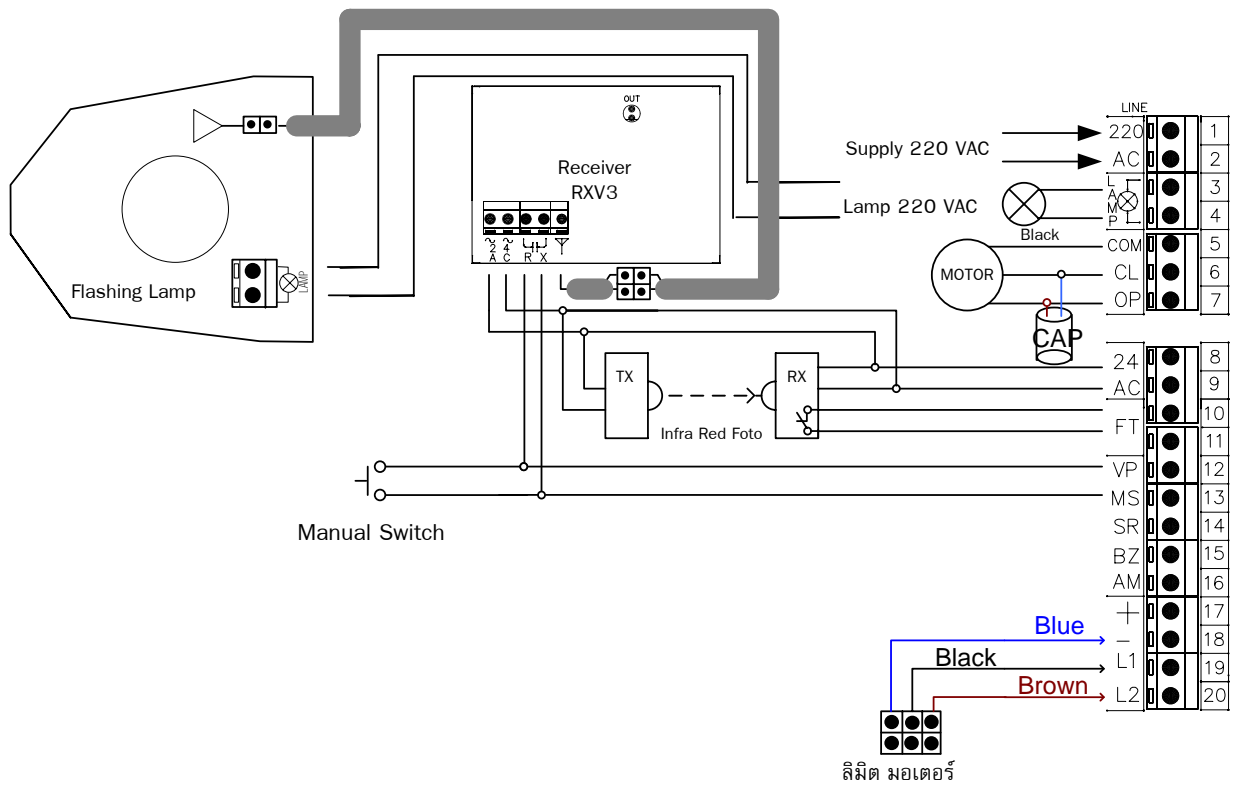 LINE
220
AC
LAMP
COM
CL
OP
24
AC
FT
VP
MS
SR
BZ
AM
+
-
L1
L2
1
2
3
4
5
6
7
8
9
10
11
12
13
14
15
16
17
18
19
20
Supply 220 VAC
Lamp 220 VAC
Black
MOTOR
CAP
OUT
Receiver
RXV3
~ 2 A
~ 4 C
R X
Flashing Lamp
LAMP
TX
RX
Infra Red Foto
Manual Switch
Blue
Black
Brown
ลิมิต มอเตอร์